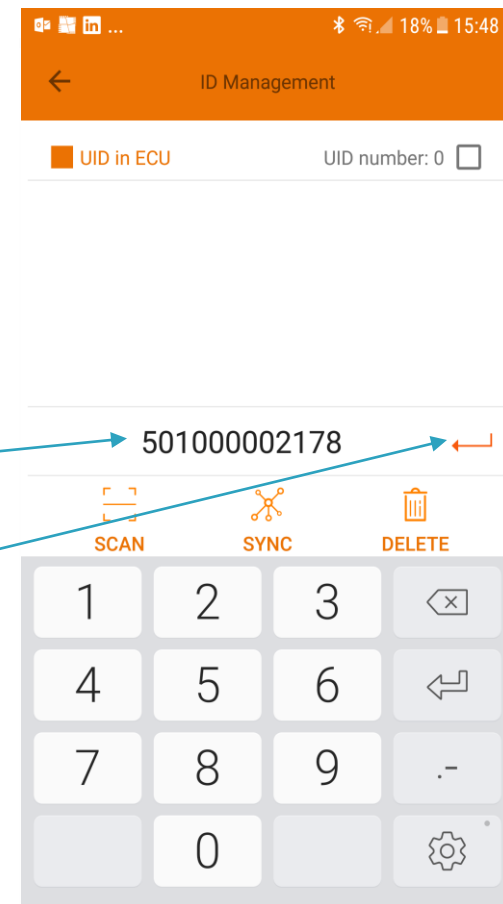 in ... 18% 15:48
ID Management
UID in ECU UID number: 0
501000002178
SCAN SYNC DELETE
1 2 3
4 5 6
7 8 9 .-
0